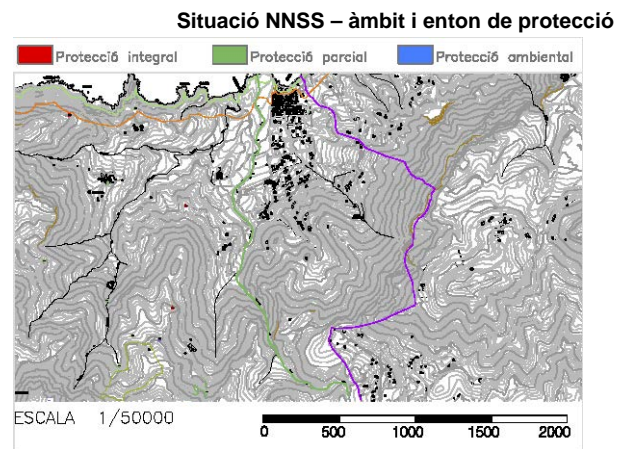 Situació NNSS – àmbit i enton de protecció
Protecció integral
Protecció parcial
Protecció ambiental
ESCALA 1/50000
0 500 1000 1500 2000